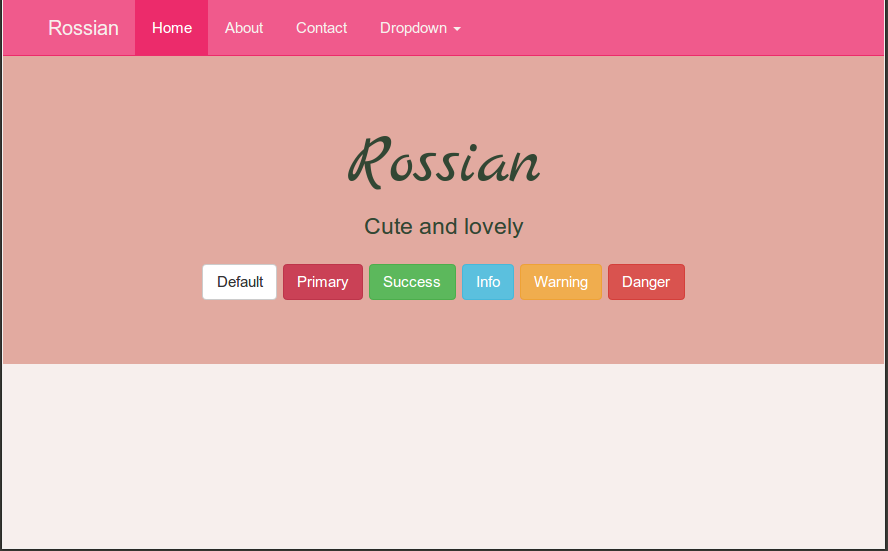 Rossian Home About Contact Dropdown
Rossian
Cute and lovely
Default Primary Success Info Warning Danger